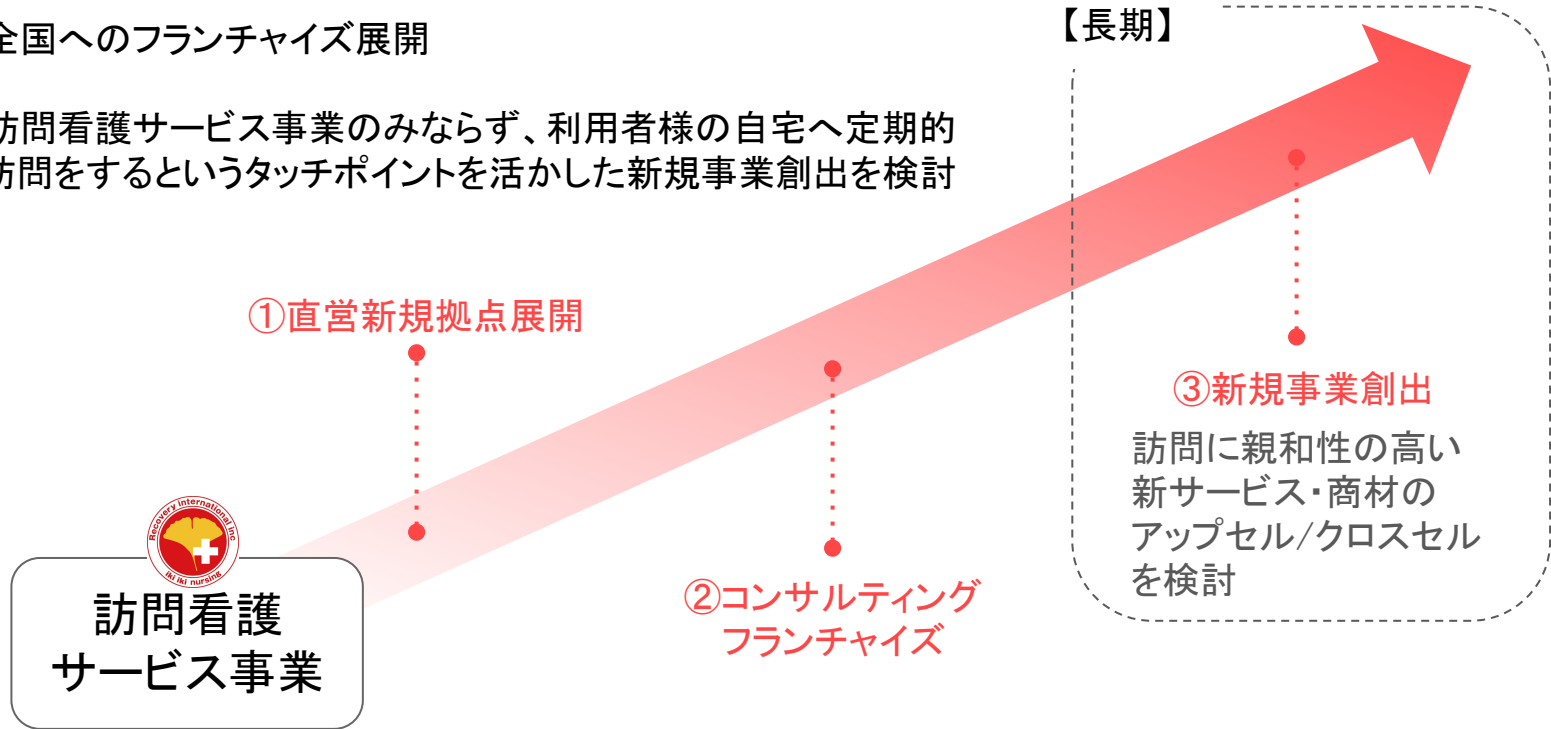 全国へのフランチャイズ展開
【長期】
訪問看護サービス事業のみならず、利用者様の自宅へ定期的
訪問をするというタッチポイントを活かした新規事業創出を検討
①直営新規拠点展開
③新規事業創出
訪問に親和性の高い
新サービス・商材の
アップセル/クロスセル
を検討
②コンサルティング
フランチャイズ
Recovery international inc
iki iki nursing
訪問看護
サービス事業